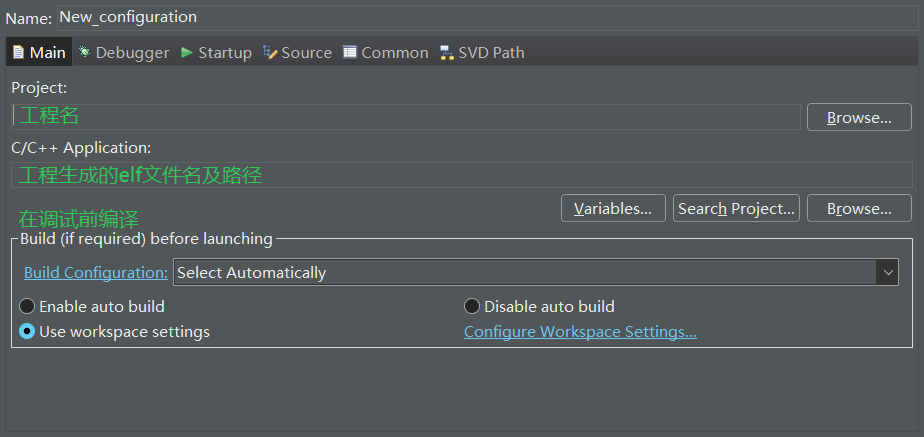 Name: New_configuration
Main Debugger Startup Source Common SVD Path
Project:
工程名 Browse...
C/C++ Application:
工程生成的elf文件名及路径
Variables... Search Project... Browse...
在调试前编译
Build (if required) before launching
Build Configuration: Select Automatically
Enable auto build Disable auto build
Use workspace settings Configure Workspace Settings...